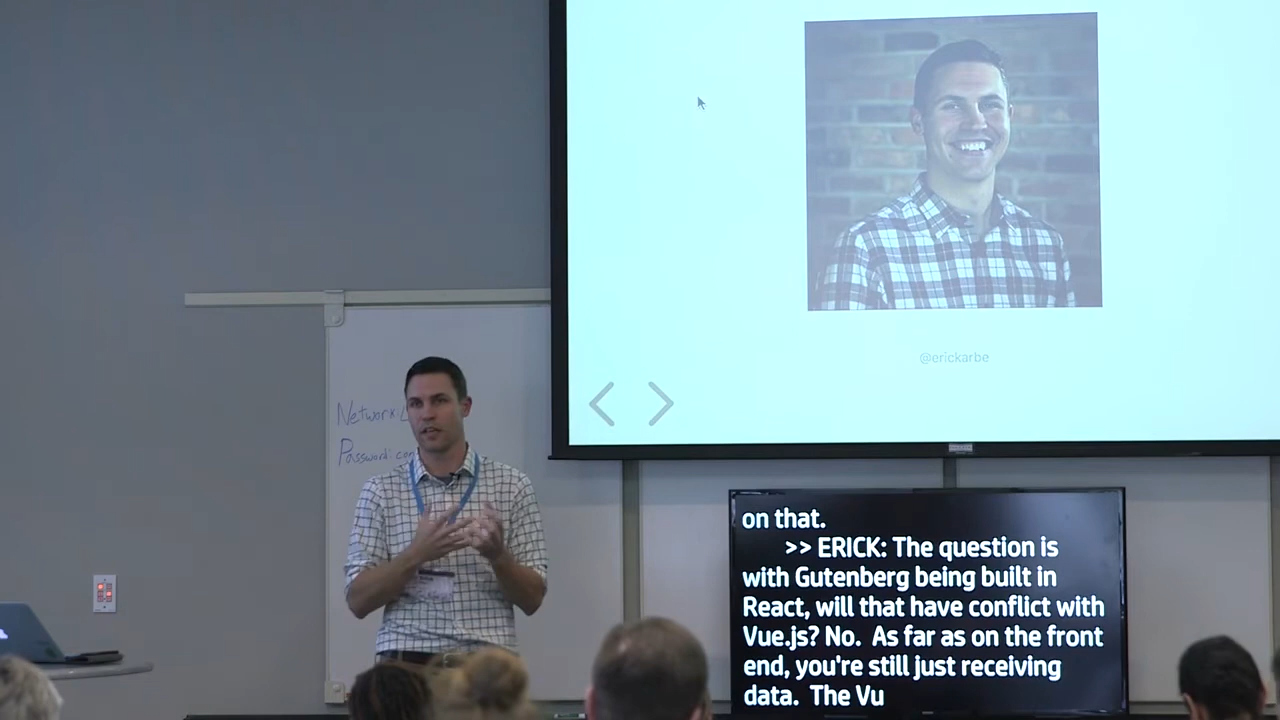 @erickarbe
Network:
Password:
on that.
>> ERICK: The question is
with Gutenberg being built in
React, will that have conflict with
Vue.js? No. As far as on the front
end, you're still just receiving
data. The Vu